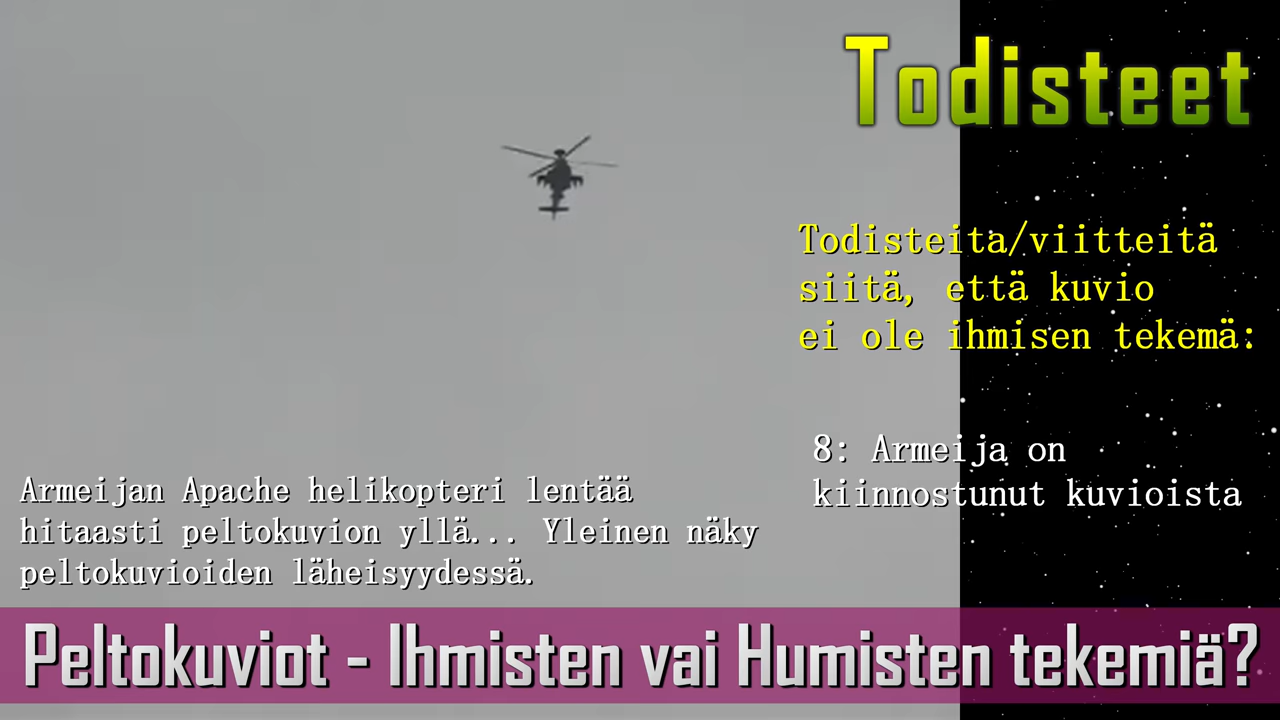 Todisteet
Todisteita/viitteitä
siitä, että kuvio
ei ole ihmisen tekemä:
8: Armeija on
kiinnostunut kuvioista
Armeijan Apache helikopteri lentää
hitaasti peltokuvion yllä... Yleinen näky
peltokuvioiden läheisyydessä.
Peltokuviot - Ihmisten vai Humisten tekemiä?